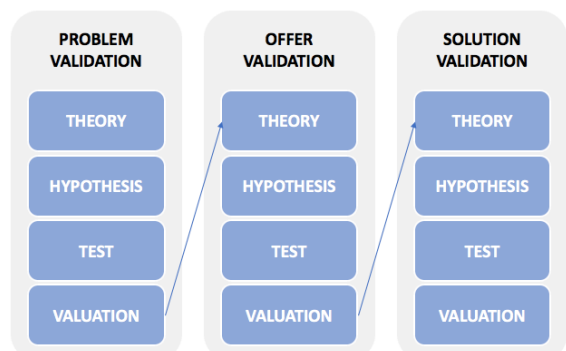 PROBLEM
VALIDATION
THEORY
HYPOTHESIS
TEST
VALUATION
OFFER
VALIDATION
THEORY
HYPOTHESIS
TEST
VALUATION
SOLUTION
VALIDATION
THEORY
HYPOTHESIS
TEST
VALUATION